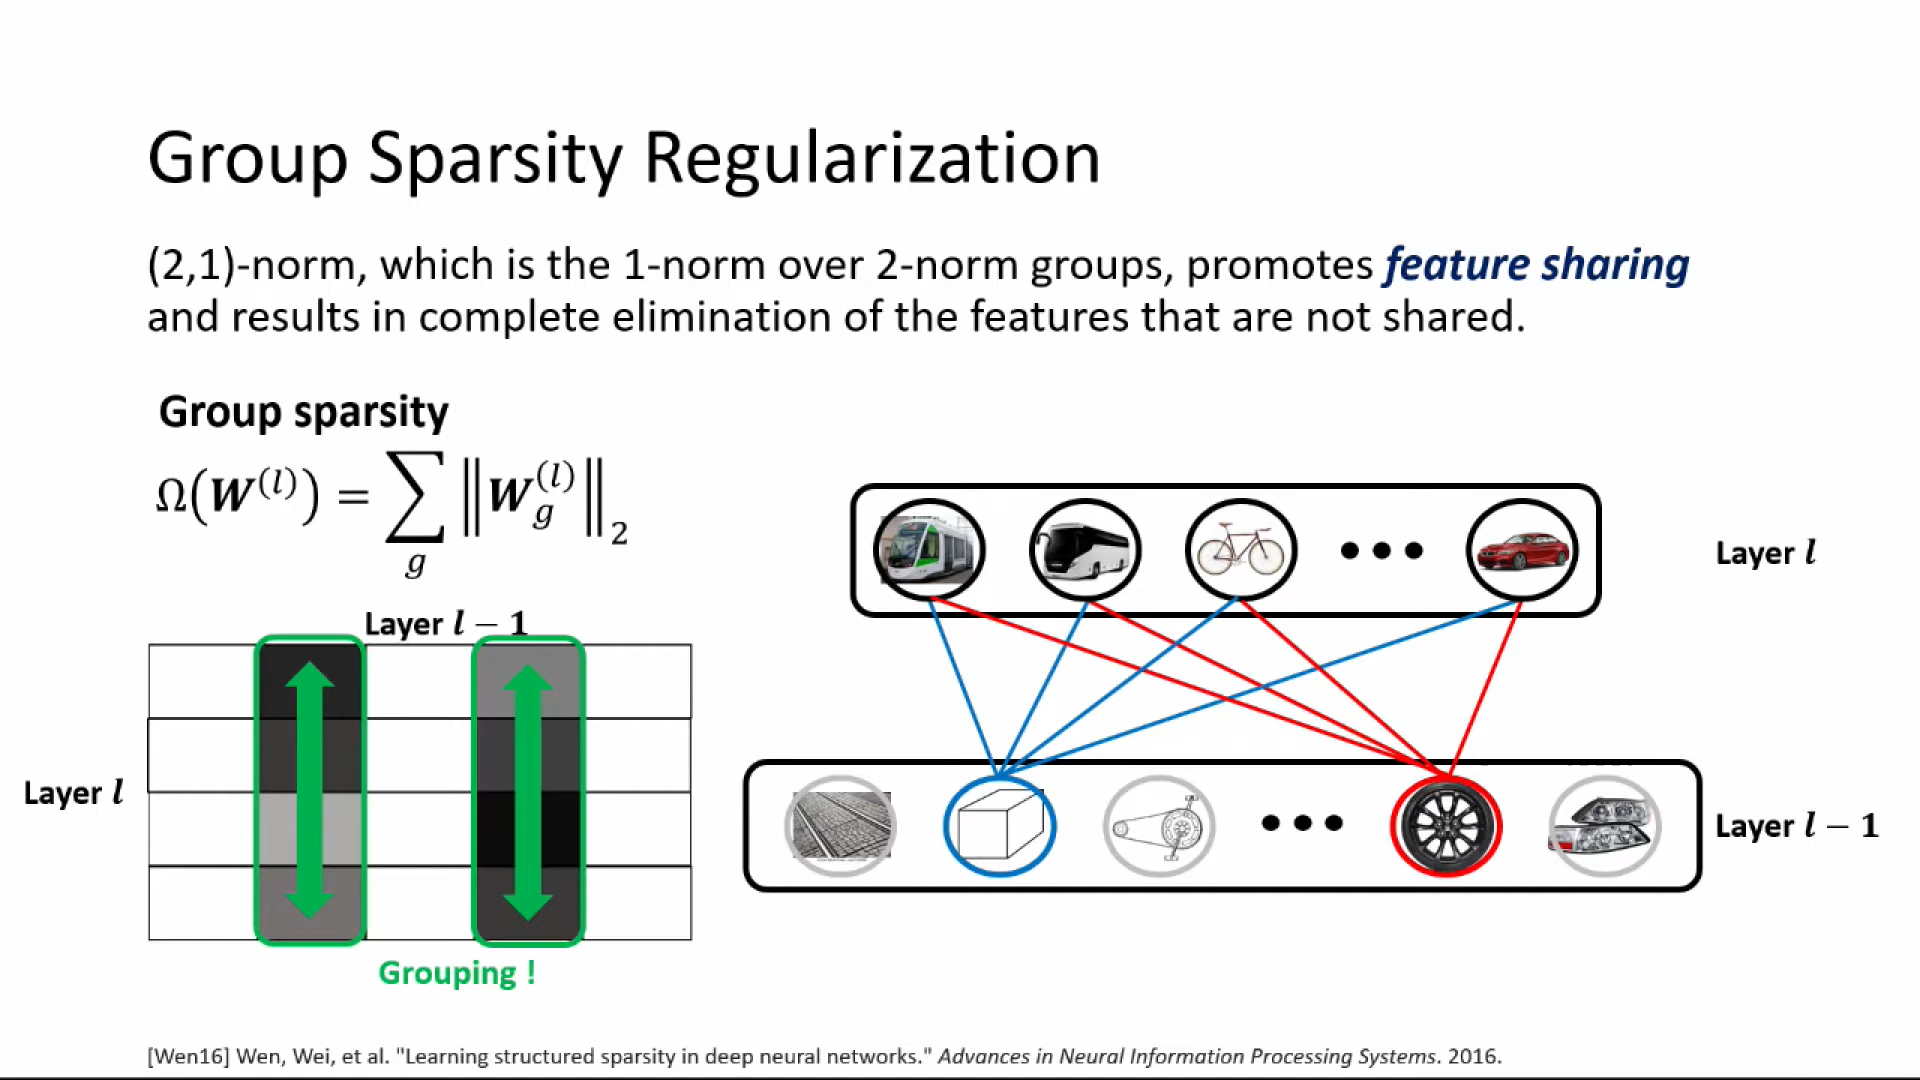 Group Sparsity Regularization
(2,1)-norm, which is the 1-norm over 2-norm groups, promotes feature sharing
and results in complete elimination of the features that are not shared.
Group sparsity
Ω(W^(l)) = ∑_g ‖W_g^(l)‖_2
Layer l − 1
Layer l
Grouping !
Layer l
Layer l − 1
[Wen16] Wen, Wei, et al. "Learning structured sparsity in deep neural networks." Advances in Neural Information Processing Systems. 2016.